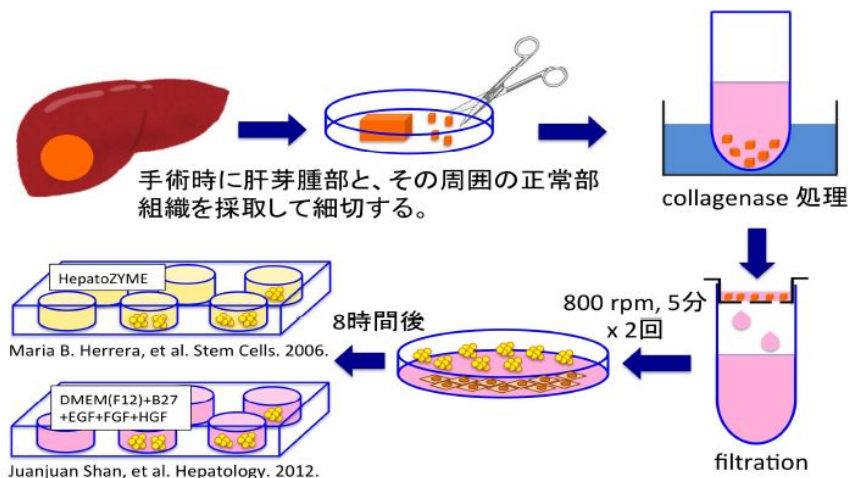 手術時に肝芽腫部と、その周囲の正常部
組織を採取して細切する。
collagenase 処理
filtration
800 rpm, 5分
x 2回
8時間後
HepatoZYME
Maria B. Herrera, et al. Stem Cells. 2006.
DMEM(F12)+B27
+EGF+FGF+HGF
Juanjuan Shan, et al. Hepatology. 2012.